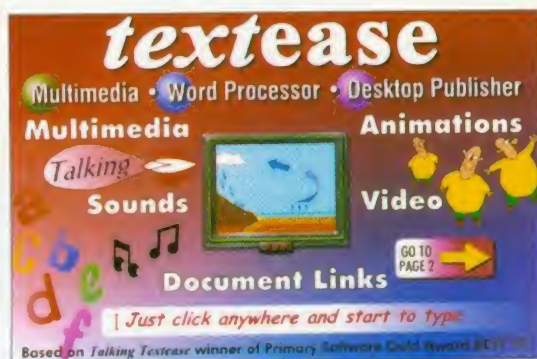 textease
Multimedia • Word Processor • Desktop Publisher
Multimedia
Animations
Talking
Sounds
Video
GO TO
PAGE 2
Document Links
a
c
b
e
d
f
Just click anywhere and start to type
Based on Talking Textease winner of Primary Software Gold Award